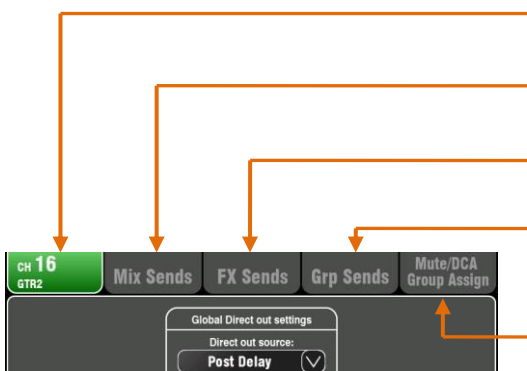 CH 16
GTR2
Mix Sends
FX Sends
Grp Sends
Mute/DCA
Group Assign
Global Direct out settings
Direct out source:
Post Delay